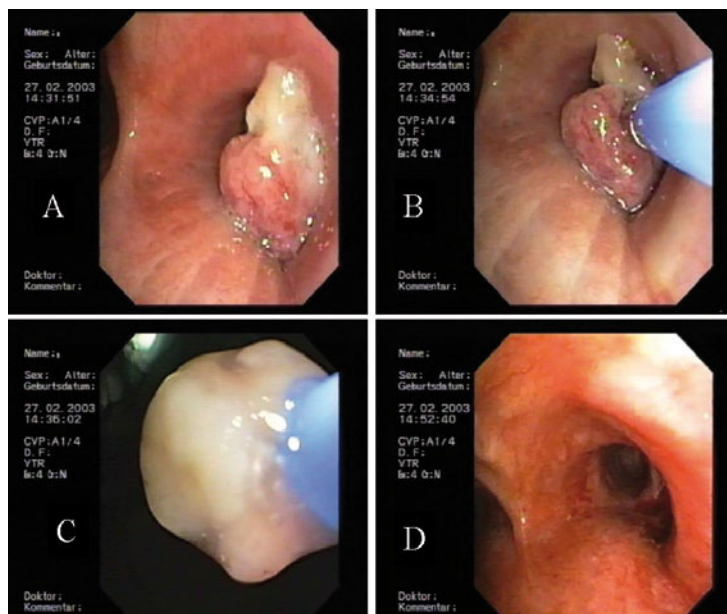 Name:
Sex: Alter:
Geburtsdatum:
27.02.2003
14:31:51
CVP:A1/4
D.F:
VTR
A
Doktor:
Kommentar:
Name:
Sex: Alter:
Geburtsdatum:
27.02.2003
14:34:54
CVP:A1/4
D.F:
VTR
B
Doktor:
Kommentar:
Name:
Sex: Alter:
Geburtsdatum:
27.02.2003
14:36:02
CVP:A1/4
D.F:
VTR
C
Doktor:
Kommentar:
Name:
Sex: Alter:
Geburtsdatum:
27.02.2003
14:52:40
CVP:A1/4
D.F:
VTR
D
Doktor:
Kommentar: